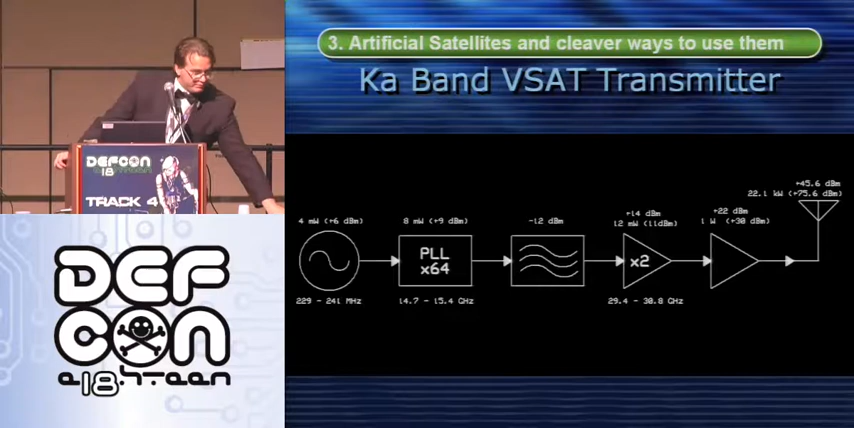 3. Artificial Satellites and cleaver ways to use them
Ka Band VSAT Transmitter
+45.6 dBm
22.1 kW (+75.6 dBm)
+14 dBm
+22 dBm
4 mW (+6 dBm)
8 mW (+9 dBm)
-12 dBm
12 mW (11dBm)
1 W (+30 dBm)
PLL
x64
x2
229 - 241 MHz
14.7 - 15.4 GHz
29.4 - 30.8 GHz
DEFCON
18
TRACK 4
DEF
CON
e18hteen